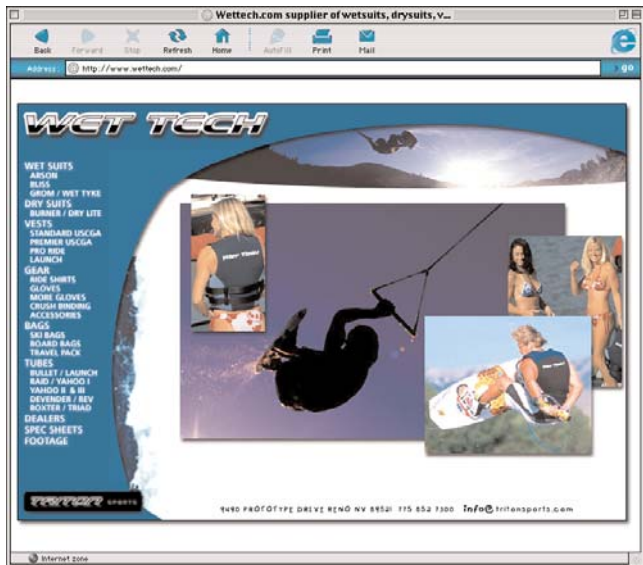 Wettech.com supplier of wetsuits, drysuits, v...
Back Forward Stop Refresh Home AutoFill Print Mail
Address: http://www.wettech.com/ go
WET TECH
WET SUITS
ARSON
BLISS
GROM / WET TYKE
DRY SUITS
BURNER / DRY LITE
VESTS
STANDARD USCGA
PREMIER USCGA
PRO RIDE
LAUNCH
GEAR
RIDE SHIRTS
GLOVES
MORE GLOVES
CRUSH BINDING
ACCESSORIES
BAGS
SKI BAGS
BOARD BAGS
TRAVEL PACK
TUBES
BULLET / LAUNCH
RAID / YAHOO I
YAHOO II & III
DEVENDER / REV
BOXTER / TRIAD
DEALERS
SPEC SHEETS
FOOTAGE
WET TECH
TRITON SPORTS
9490 PROTOTYPE DRIVE RENO NV 89521 775 852 7300 info@tritonsports.com
Internet zone